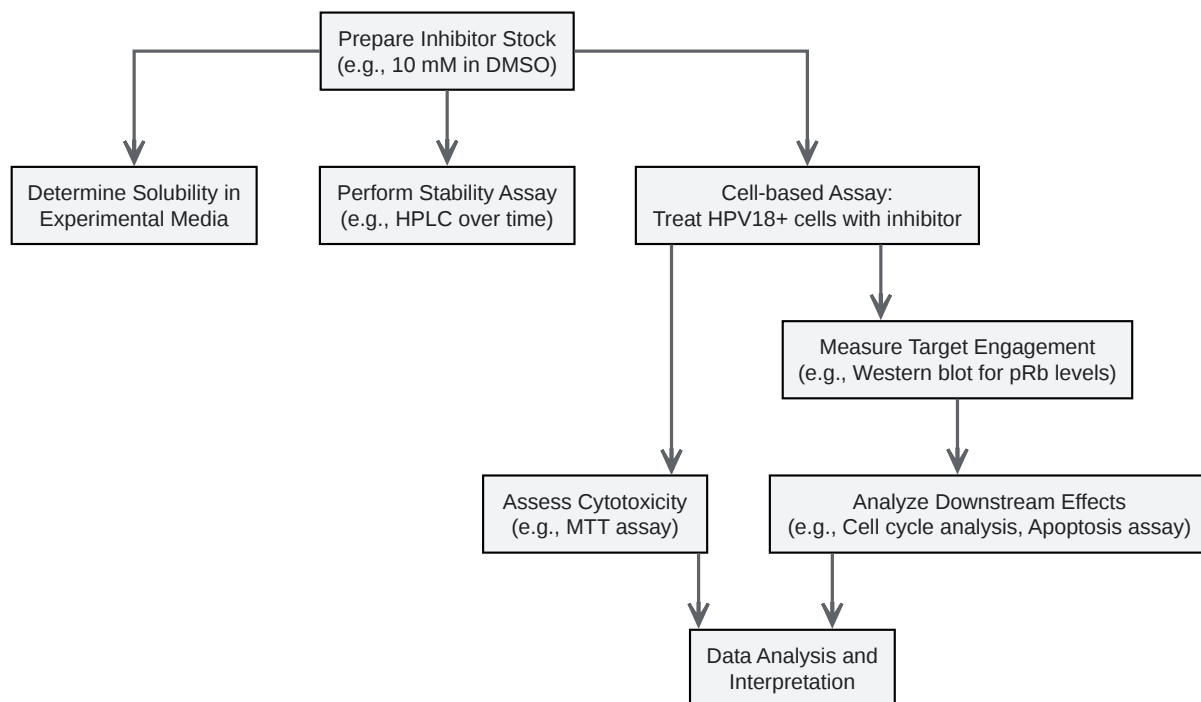 Prepare Inhibitor Stock
(e.g., 10 mM in DMSO)
Determine Solubility in
Experimental Media
Perform Stability Assay
(e.g., HPLC over time)
Cell-based Assay:
Treat HPV18+ cells with inhibitor
Measure Target Engagement
(e.g., Western blot for pRb levels)
Assess Cytotoxicity
(e.g., MTT assay)
Analyze Downstream Effects
(e.g., Cell cycle analysis, Apoptosis assay)
Data Analysis and
Interpretation